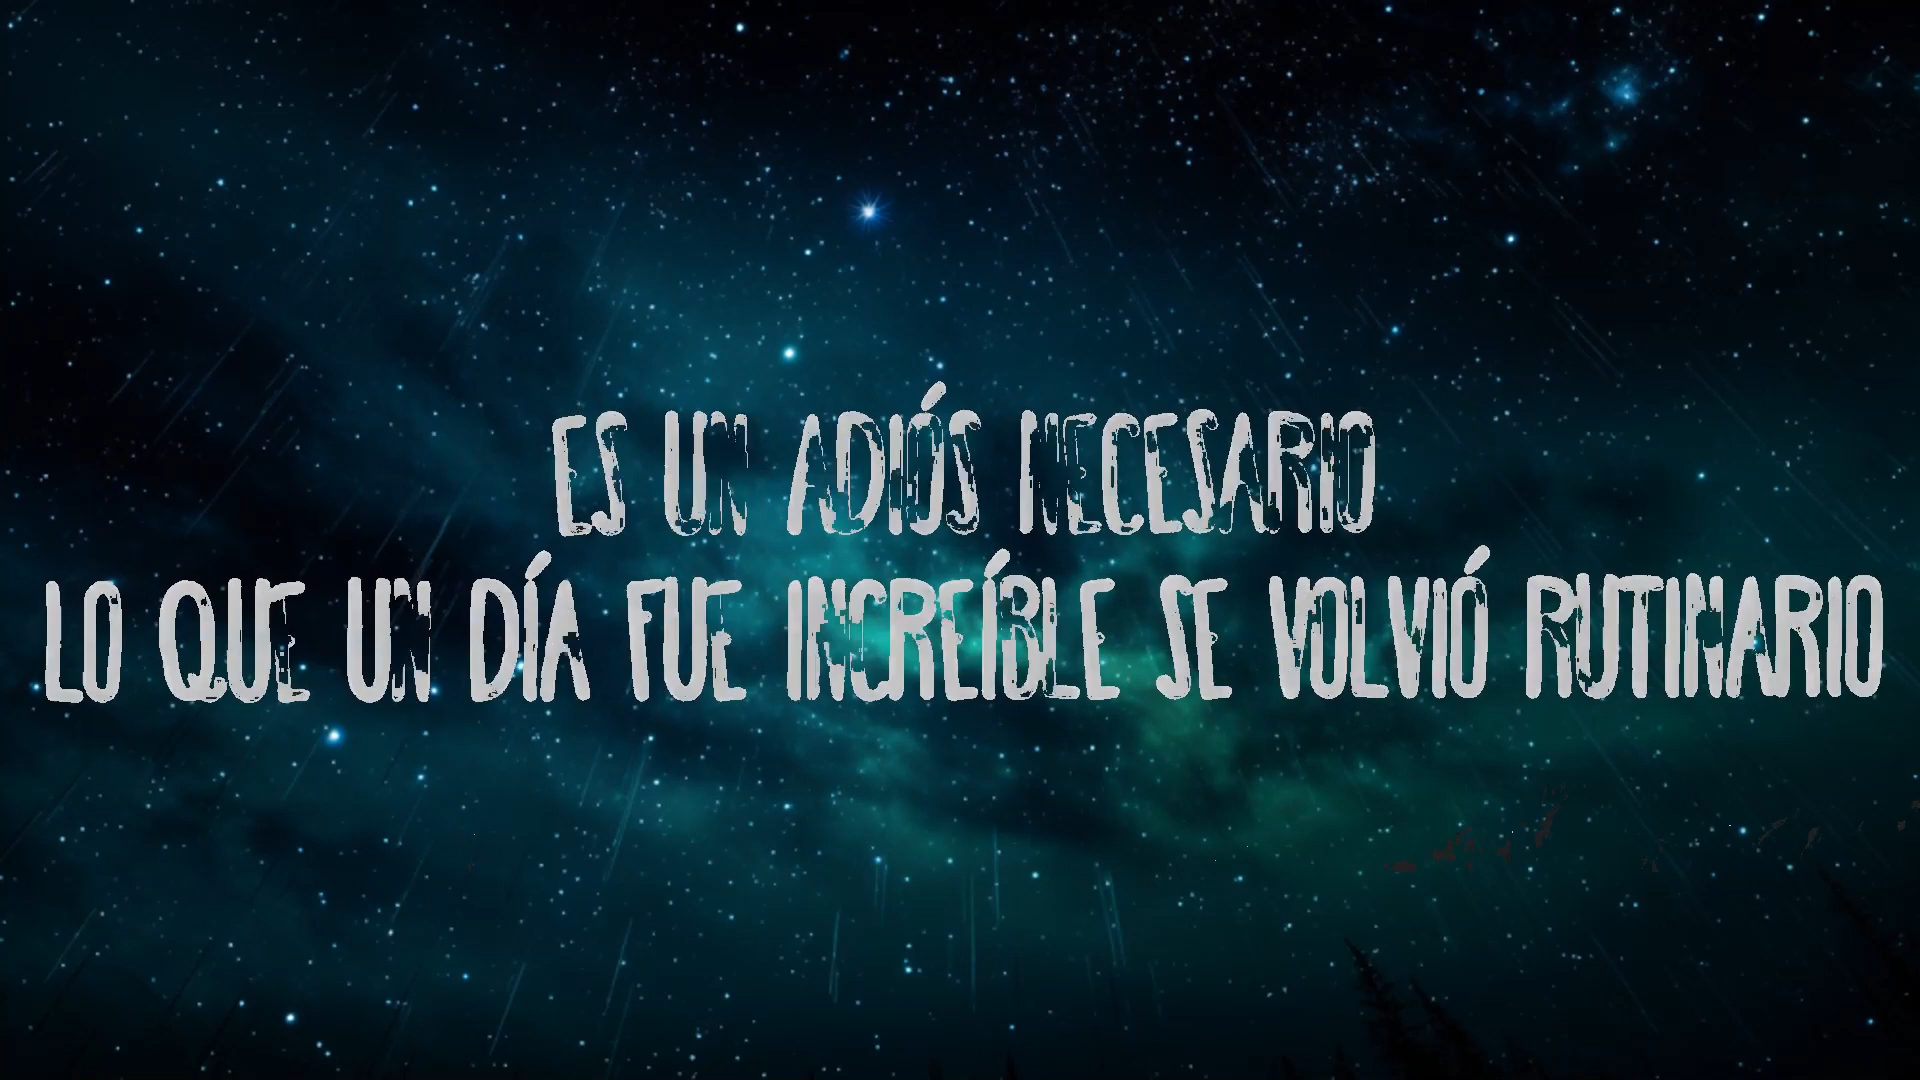 ES UN ADIÓS NECESARIO
LO QUE UN DÍA FUE INCREÍBLE SE VOLVIÓ RUTINARIO